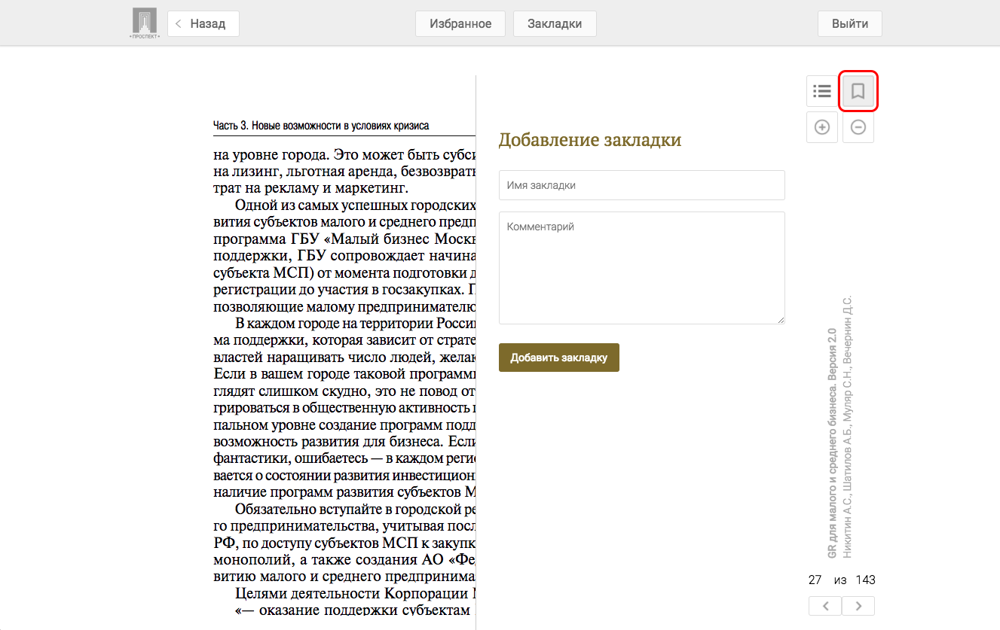 • ПРОСПЕКТ •
Назад
Избранное
Закладки
Выйти
Часть 3. Новые возможности в условиях кризиса
на уровне города. Это может быть субси
на лизинг, льготная аренда, безвозврат
трат на рекламу и маркетинг.
Одной из самых успешных городских
вития субъектов малого и среднего предп
программа ГБУ «Малый бизнес Москв
поддержки, ГБУ сопровождает начина
субъекта МСП) от момента подготовки д
регистрации до участия в госзакупках. П
позволяющие малому предпринимателю
В каждом городе на территории Росси
ма поддержки, которая зависит от страте
властей наращивать число людей, желаю
Если в вашем городе таковой программ
глядят слишком скудно, это не повод от
грироваться в общественную активность
пальном уровне создание программ подд
возможность развития для бизнеса. Если
фантастики, ошибаетесь — в каждом реги
вается о состоянии развития инвестицион
наличие программ развития субъектов М
Обязательно вступайте в городской ре
го предпринимательства, учитывая посл
РФ, по доступу субъектов МСП к закупк
монополий, а также создания АО «Фе
витию малого и среднего предпринима
Целями деятельности Корпорации
«— оказание поддержки субъектам
Добавление закладки
Имя закладки
Комментарий
Добавить закладку
GR для малого и среднего бизнеса. Версия 2.0
Никитин А.С., Шатилов А.Б., Муляр С.Н., Вечернин Д.С.
27 из 143